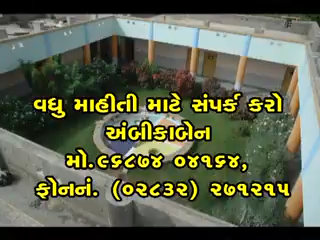 વધુ માહીતી માટે સંપર્ક કરો
અંબીકાબેન
મો.૯૬૮૭૪ ૦૪૧૬૪,
ફોનનં. (૦૨૮૩૨) ૨૭૧૨૧૫